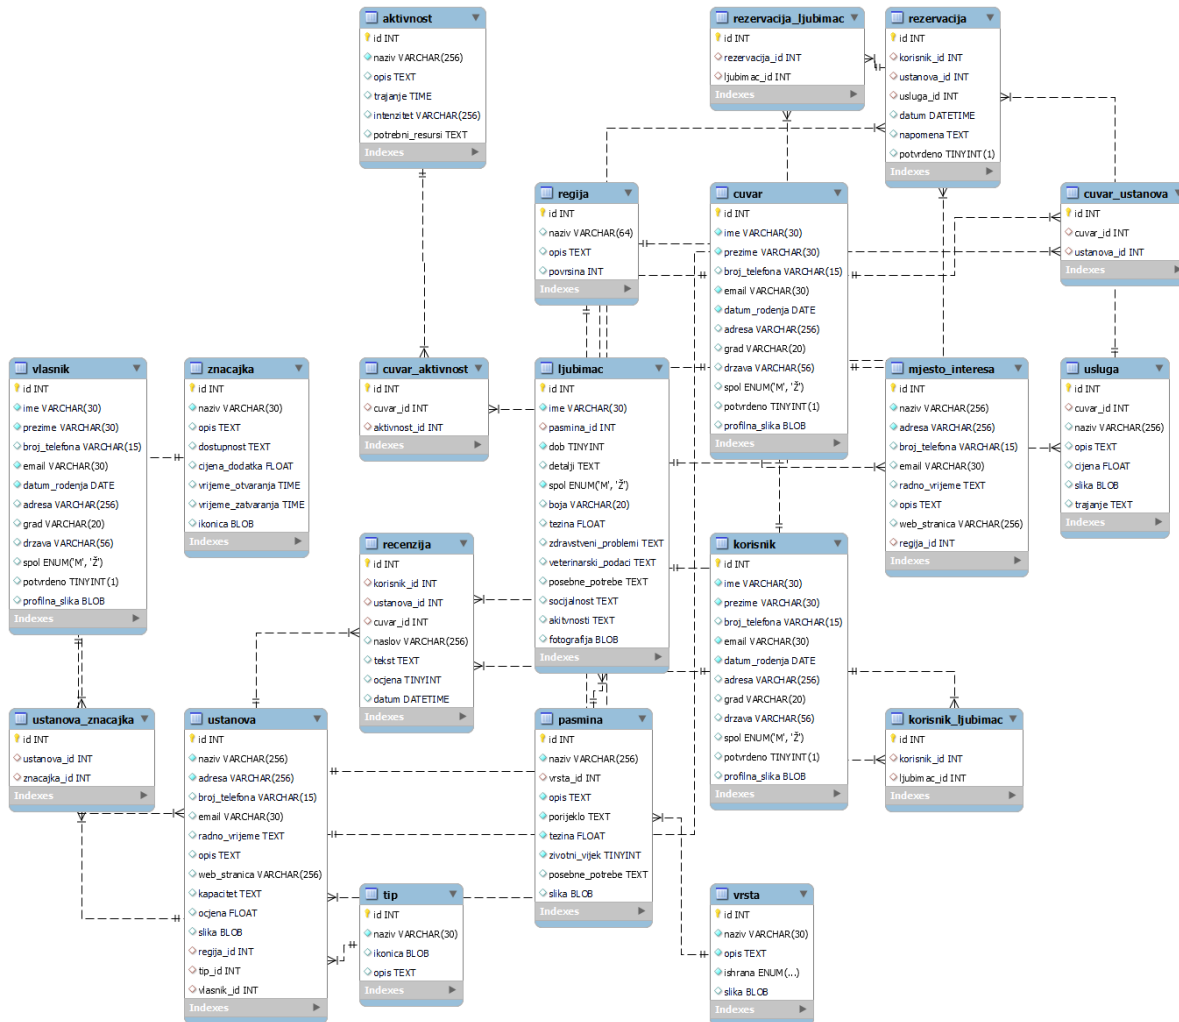 aktivnost
id INT
naziv VARCHAR(256)
opis TEXT
trajanje TIME
intenzitet VARCHAR(256)
potrebni_resursi TEXT
Indexes
rezervacija_ljubimac
id INT
rezervacija_id INT
ljubimac_id INT
Indexes
rezervacija
id INT
korisnik_id INT
ustanova_id INT
usluga_id INT
datum DATETIME
napomena TEXT
potvrdeno TINYINT(1)
Indexes
regija
id INT
naziv VARCHAR(64)
opis TEXT
povrsina INT
Indexes
cuvar
id INT
ime VARCHAR(30)
prezime VARCHAR(30)
broj_telefona VARCHAR(15)
email VARCHAR(30)
datum_rodenja DATE
adresa VARCHAR(256)
grad VARCHAR(20)
drzava VARCHAR(56)
spol ENUM('M', 'Ž')
potvrdeno TINYINT(1)
profilna_slika BLOB
Indexes
cuvar_ustanova
id INT
cuvar_id INT
ustanova_id INT
Indexes
vlasnik
id INT
ime VARCHAR(30)
prezime VARCHAR(30)
broj_telefona VARCHAR(15)
email VARCHAR(30)
datum_rodenja DATE
adresa VARCHAR(256)
grad VARCHAR(20)
drzava VARCHAR(56)
spol ENUM('M', 'Ž')
potvrdeno TINYINT(1)
profilna_slika BLOB
Indexes
znacajka
id INT
naziv VARCHAR(30)
opis TEXT
dostupnost TEXT
cijena_dodatka FLOAT
vrijeme_otvaranja TIME
vrijeme_zatvaranja TIME
ikonica BLOB
Indexes
cuvar_aktivnost
id INT
cuvar_id INT
aktivnost_id INT
Indexes
ljubimac
id INT
ime VARCHAR(30)
pasmina_id INT
dob TINYINT
detalji TEXT
spol ENUM('M', 'Ž')
boja VARCHAR(20)
tezina FLOAT
zdravstveni_problemi TEXT
veterinarski_podaci TEXT
posebne_potrebe TEXT
socijalnost TEXT
akitvnosti TEXT
fotografija BLOB
Indexes
mjesto_interesa
id INT
naziv VARCHAR(256)
adresa VARCHAR(256)
broj_telefona VARCHAR(15)
email VARCHAR(30)
radno_vrijeme TEXT
opis TEXT
web_stranica VARCHAR(256)
regija_id INT
Indexes
usluga
id INT
cuvar_id INT
naziv VARCHAR(256)
opis TEXT
cijena FLOAT
slika BLOB
trajanje TEXT
Indexes
recenzija
id INT
korisnik_id INT
ustanova_id INT
cuvar_id INT
naslov VARCHAR(256)
tekst TEXT
ocjena TINYINT
datum DATETIME
Indexes
korisnik
id INT
ime VARCHAR(30)
prezime VARCHAR(30)
broj_telefona VARCHAR(15)
email VARCHAR(30)
datum_rodenja DATE
adresa VARCHAR(256)
grad VARCHAR(20)
drzava VARCHAR(56)
spol ENUM('M', 'Ž')
potvrdeno TINYINT(1)
profilna_slika BLOB
Indexes
ustanova_znacajka
id INT
ustanova_id INT
znacajka_id INT
Indexes
ustanova
id INT
naziv VARCHAR(256)
adresa VARCHAR(256)
broj_telefona VARCHAR(15)
email VARCHAR(30)
radno_vrijeme TEXT
opis TEXT
web_stranica VARCHAR(256)
kapacitet TEXT
ocjena FLOAT
slika BLOB
regija_id INT
tip_id INT
vlasnik_id INT
Indexes
pasmina
id INT
naziv VARCHAR(256)
vrsta_id INT
opis TEXT
porijeklo TEXT
tezina FLOAT
zivotni_vijek TINYINT
posebne_potrebe TEXT
slika BLOB
Indexes
korisnik_ljubimac
id INT
korisnik_id INT
ljubimac_id INT
Indexes
tip
id INT
naziv VARCHAR(30)
ikonica BLOB
opis TEXT
Indexes
vrsta
id INT
naziv VARCHAR(30)
opis TEXT
ishrana ENUM(...)
slika BLOB
Indexes